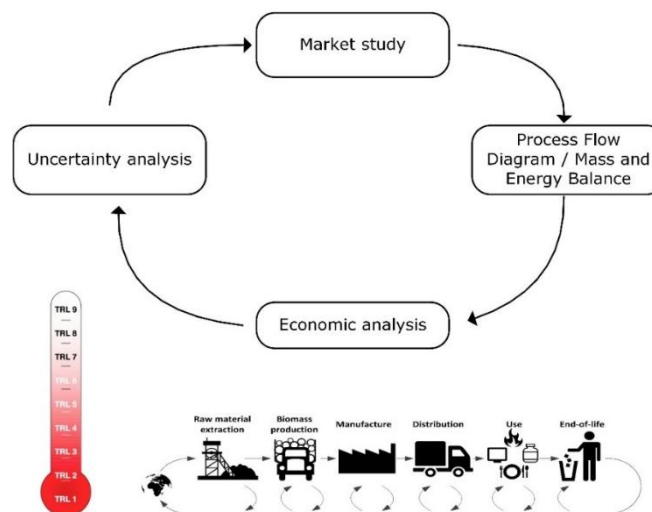 Market study
Process Flow
Diagram / Mass and
Energy Balance
Uncertainty analysis
Economic analysis
TRL 9
TRL 8
TRL 7
TRL 6
TRL 5
TRL 4
TRL 3
TRL 2
TRL 1
Raw material
extraction
Biomass
production
Manufacture
Distribution
Use
End-of-life